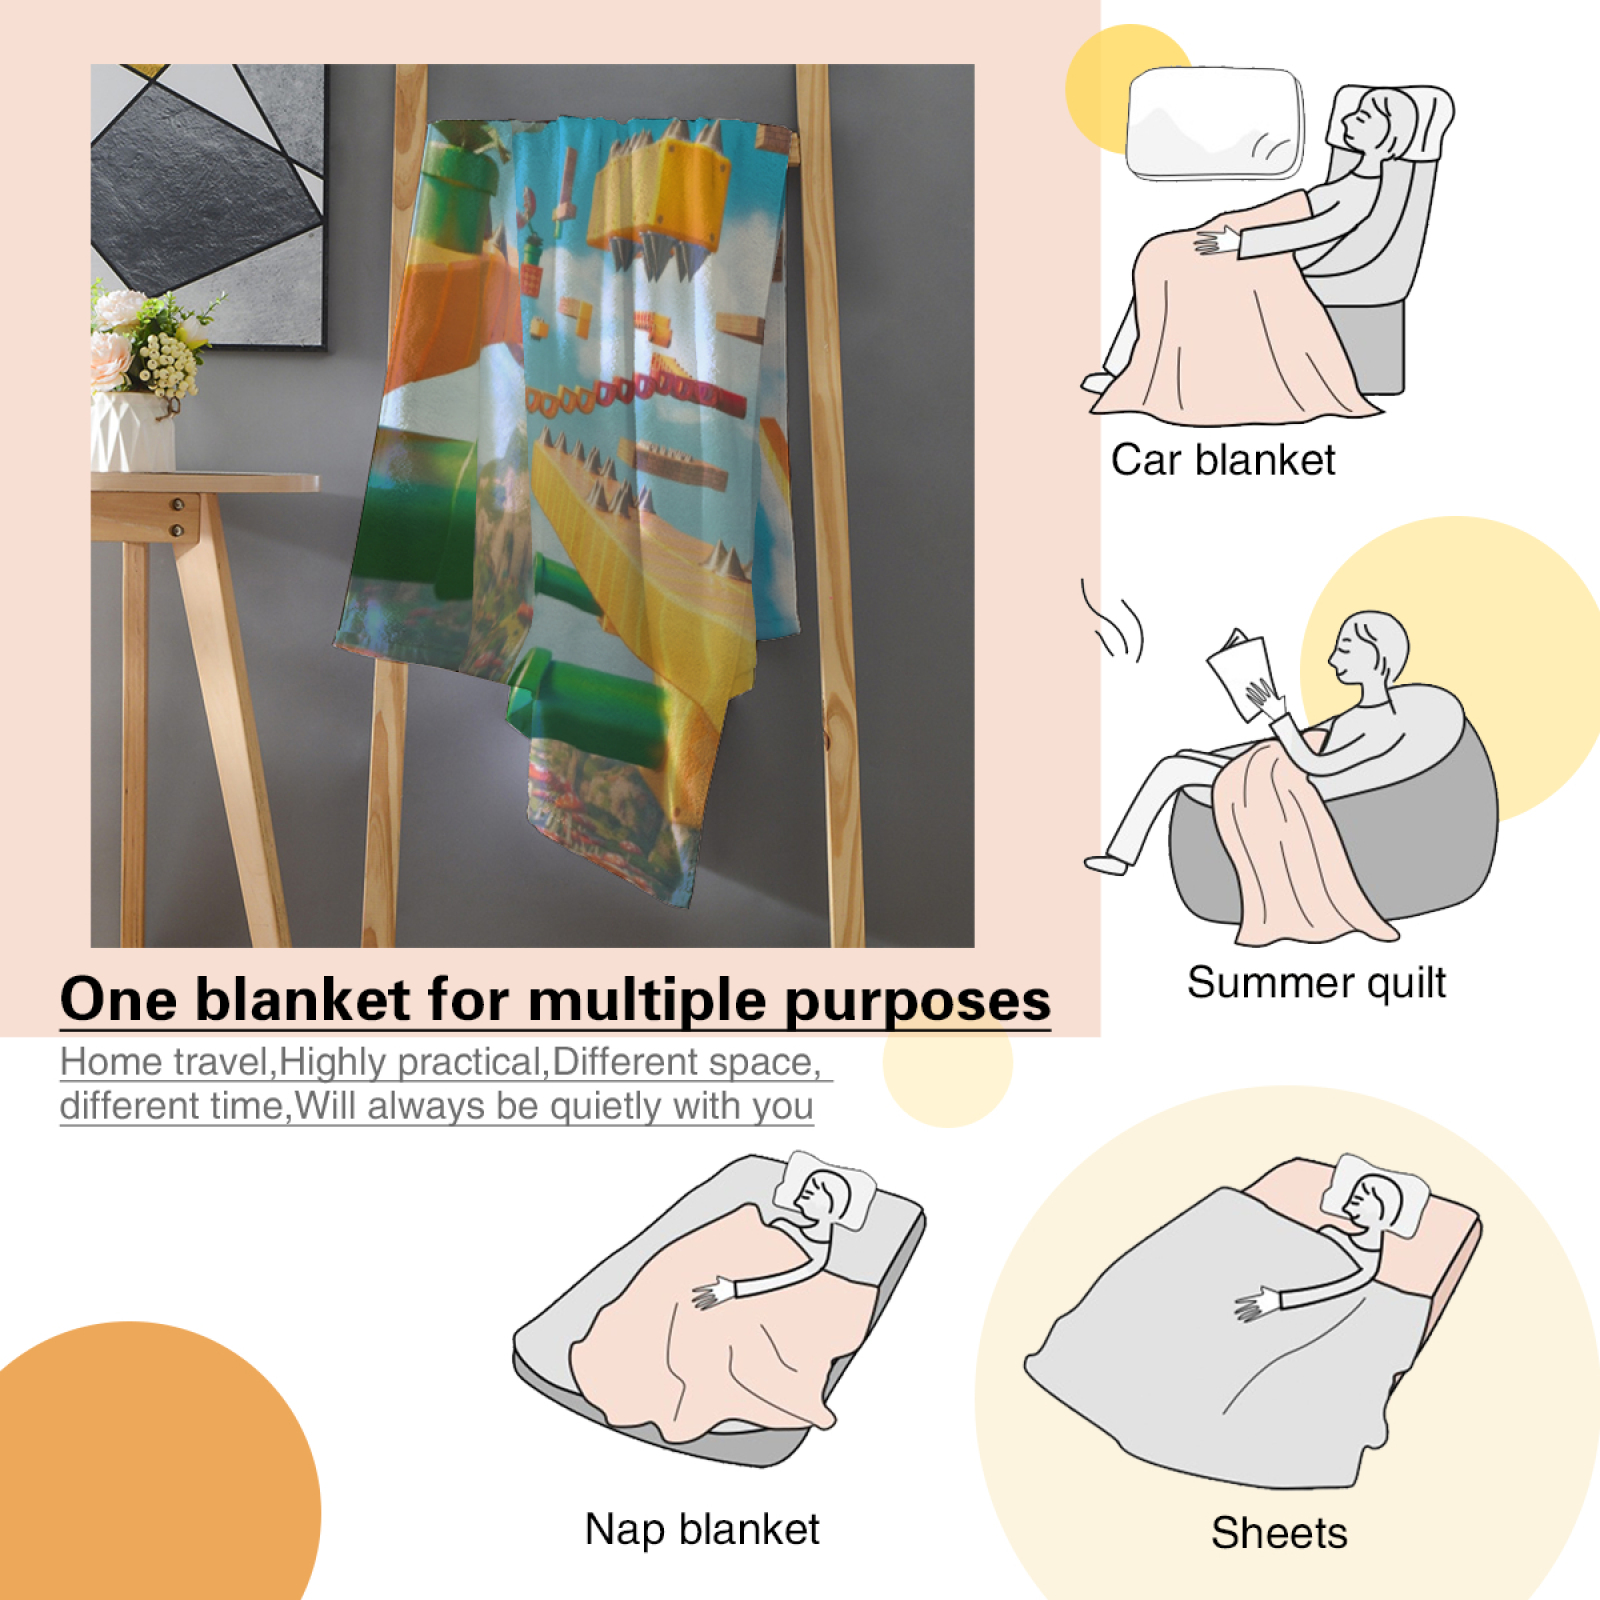 Car blanket
Summer quilt
One blanket for multiple purposes
Home travel,Highly practical,Different space,
different time,Will always be quietly with you
Nap blanket
Sheets